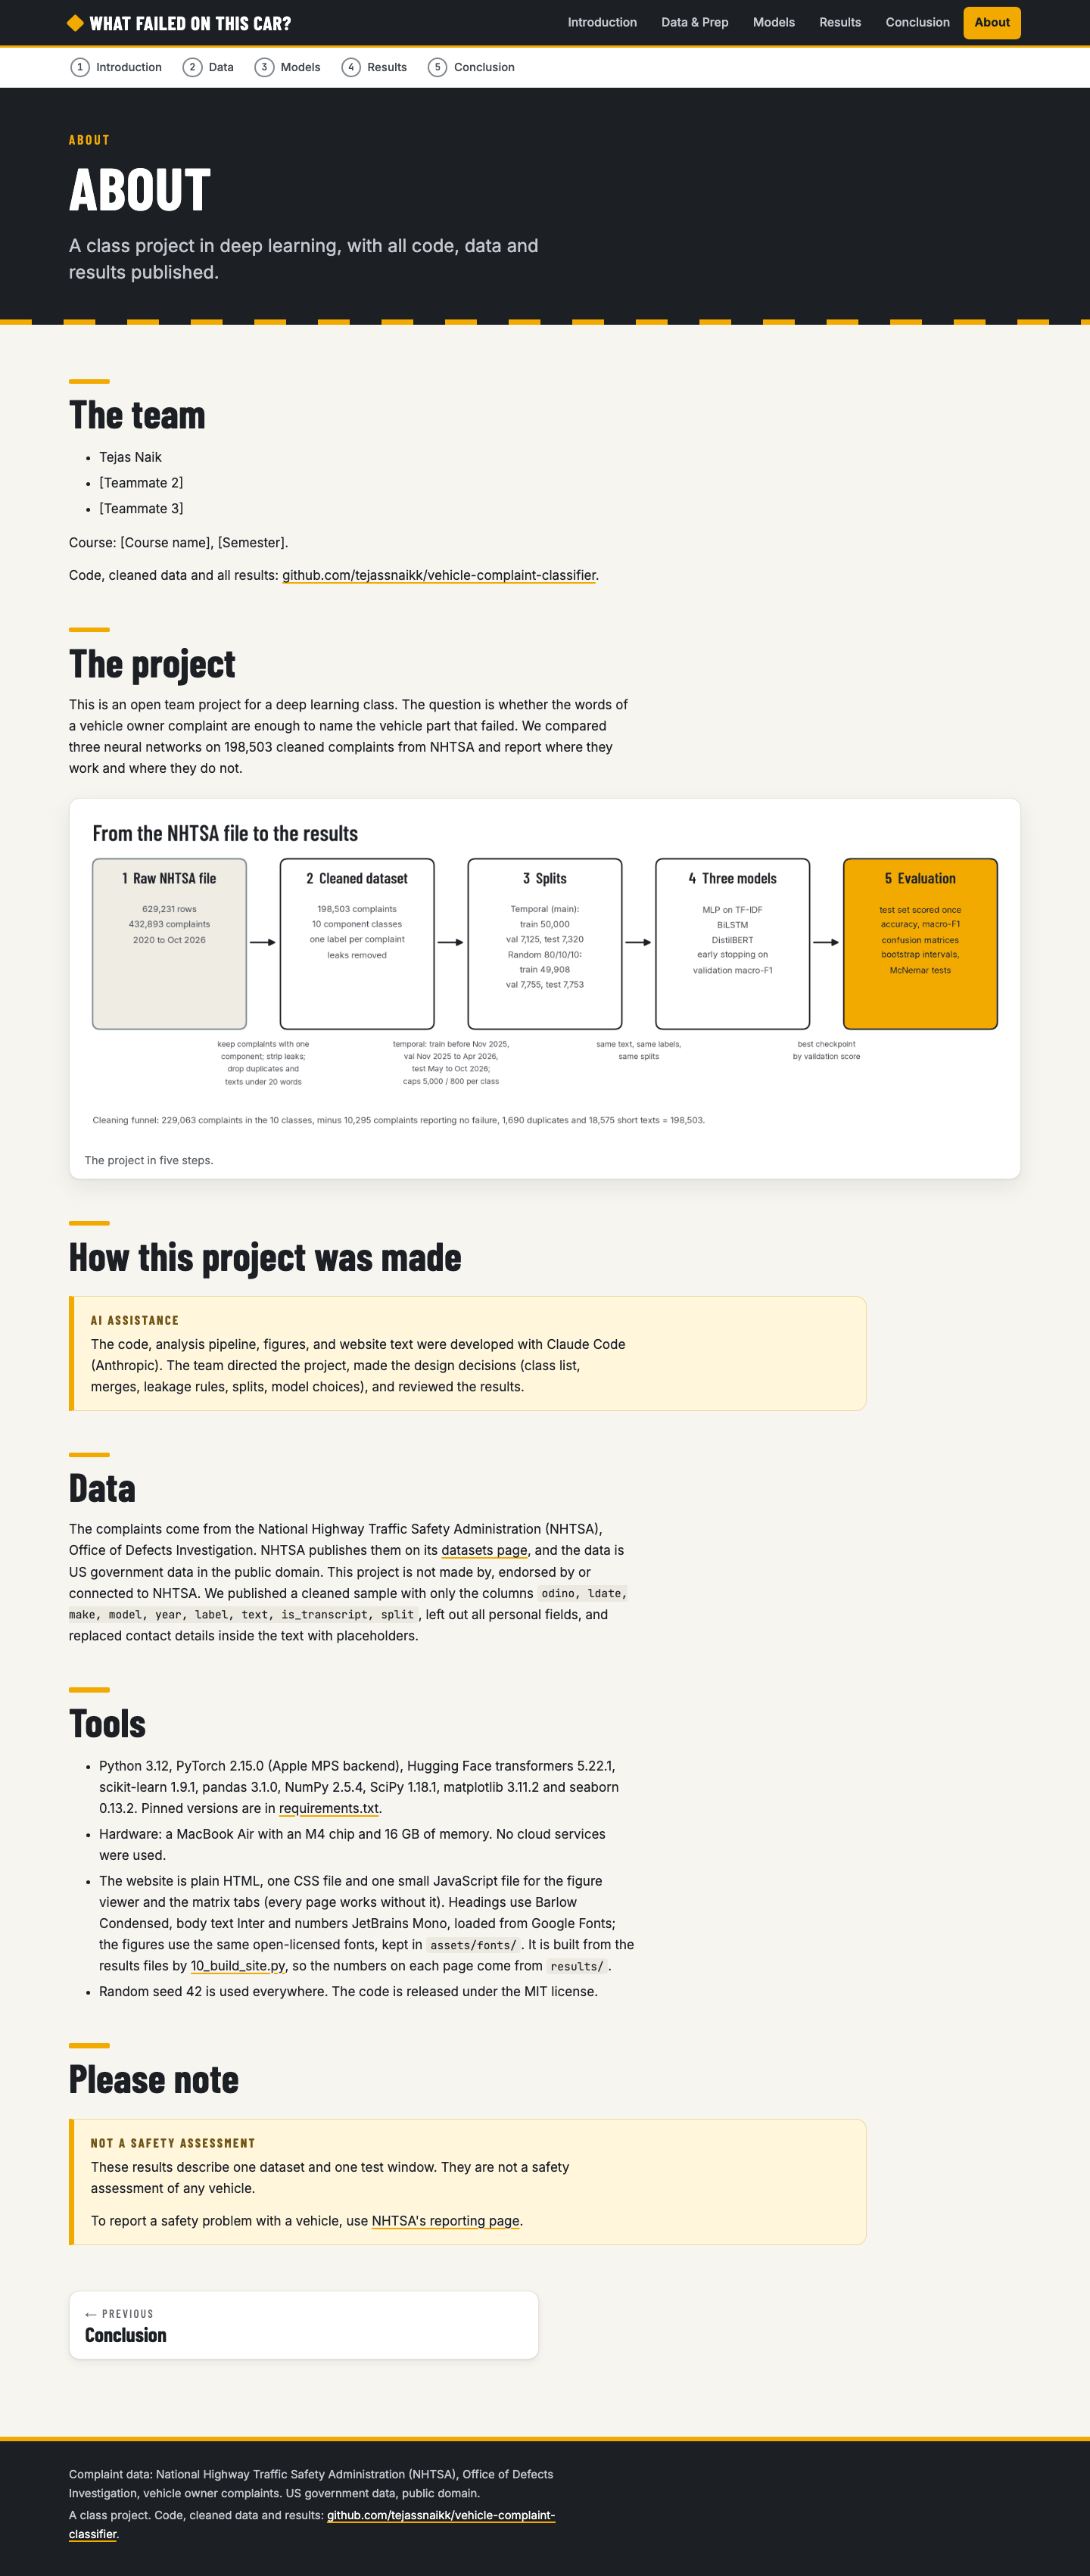 WHAT FAILED ON THIS CAR?
Introduction Data & Prep Models Results Conclusion About
1 Introduction 2 Data 3 Models 4 Results 5 Conclusion
ABOUT
ABOUT
A class project in deep learning, with all code, data and
results published.
The team
• Tejas Naik
• [Teammate 2]
• [Teammate 3]
Course: [Course name], [Semester].
Code, cleaned data and all results: github.com/tejassnaikk/vehicle-complaint-classifier.
The project
This is an open team project for a deep learning class. The question is whether the words of
a vehicle owner complaint are enough to name the vehicle part that failed. We compared
three neural networks on 198,503 cleaned complaints from NHTSA and report where they
work and where they do not.
From the NHTSA file to the results
1 Raw NHTSA file
629,231 rows
432,893 complaints
2020 to Oct 2026
2 Cleaned dataset
198,503 complaints
10 component classes
one label per complaint
leaks removed
3 Splits
Temporal (main):
train 50,000
val 7,125, test 7,320
Random 80/10/10:
train 49,908
val 7,755, test 7,753
4 Three models
MLP on TF-IDF
BiLSTM
DistilBERT
early stopping on
validation macro-F1
5 Evaluation
test set scored once
accuracy, macro-F1
confusion matrices
bootstrap intervals,
McNemar tests
keep complaints with one
component; strip leaks;
drop duplicates and
texts under 20 words
temporal: train before Nov 2025,
val Nov 2025 to Apr 2026,
test May to Oct 2026;
caps 5,000 / 800 per class
same text, same labels,
same splits
best checkpoint
by validation score
Cleaning funnel: 229,063 complaints in the 10 classes, minus 10,295 complaints reporting no failure, 1,690 duplicates and 18,575 short texts = 198,503.
The project in five steps.
How this project was made
AI ASSISTANCE
The code, analysis pipeline, figures, and website text were developed with Claude Code
(Anthropic). The team directed the project, made the design decisions (class list,
merges, leakage rules, splits, model choices), and reviewed the results.
Data
The complaints come from the National Highway Traffic Safety Administration (NHTSA),
Office of Defects Investigation. NHTSA publishes them on its datasets page, and the data is
US government data in the public domain. This project is not made by, endorsed by or
connected to NHTSA. We published a cleaned sample with only the columns odino, ldate,
make, model, year, label, text, is_transcript, split, left out all personal fields, and
replaced contact details inside the text with placeholders.
Tools
• Python 3.12, PyTorch 2.15.0 (Apple MPS backend), Hugging Face transformers 5.22.1,
scikit-learn 1.9.1, pandas 3.1.0, NumPy 2.5.4, SciPy 1.18.1, matplotlib 3.11.2 and seaborn
0.13.2. Pinned versions are in requirements.txt.
• Hardware: a MacBook Air with an M4 chip and 16 GB of memory. No cloud services
were used.
• The website is plain HTML, one CSS file and one small JavaScript file for the figure
viewer and the matrix tabs (every page works without it). Headings use Barlow
Condensed, body text Inter and numbers JetBrains Mono, loaded from Google Fonts;
the figures use the same open-licensed fonts, kept in assets/fonts/. It is built from the
results files by 10_build_site.py, so the numbers on each page come from results/.
• Random seed 42 is used everywhere. The code is released under the MIT license.
Please note
NOT A SAFETY ASSESSMENT
These results describe one dataset and one test window. They are not a safety
assessment of any vehicle.
To report a safety problem with a vehicle, use NHTSA's reporting page.
← PREVIOUS
Conclusion
Complaint data: National Highway Traffic Safety Administration (NHTSA), Office of Defects
Investigation, vehicle owner complaints. US government data, public domain.
A class project. Code, cleaned data and results: github.com/tejassnaikk/vehicle-complaint-
classifier.